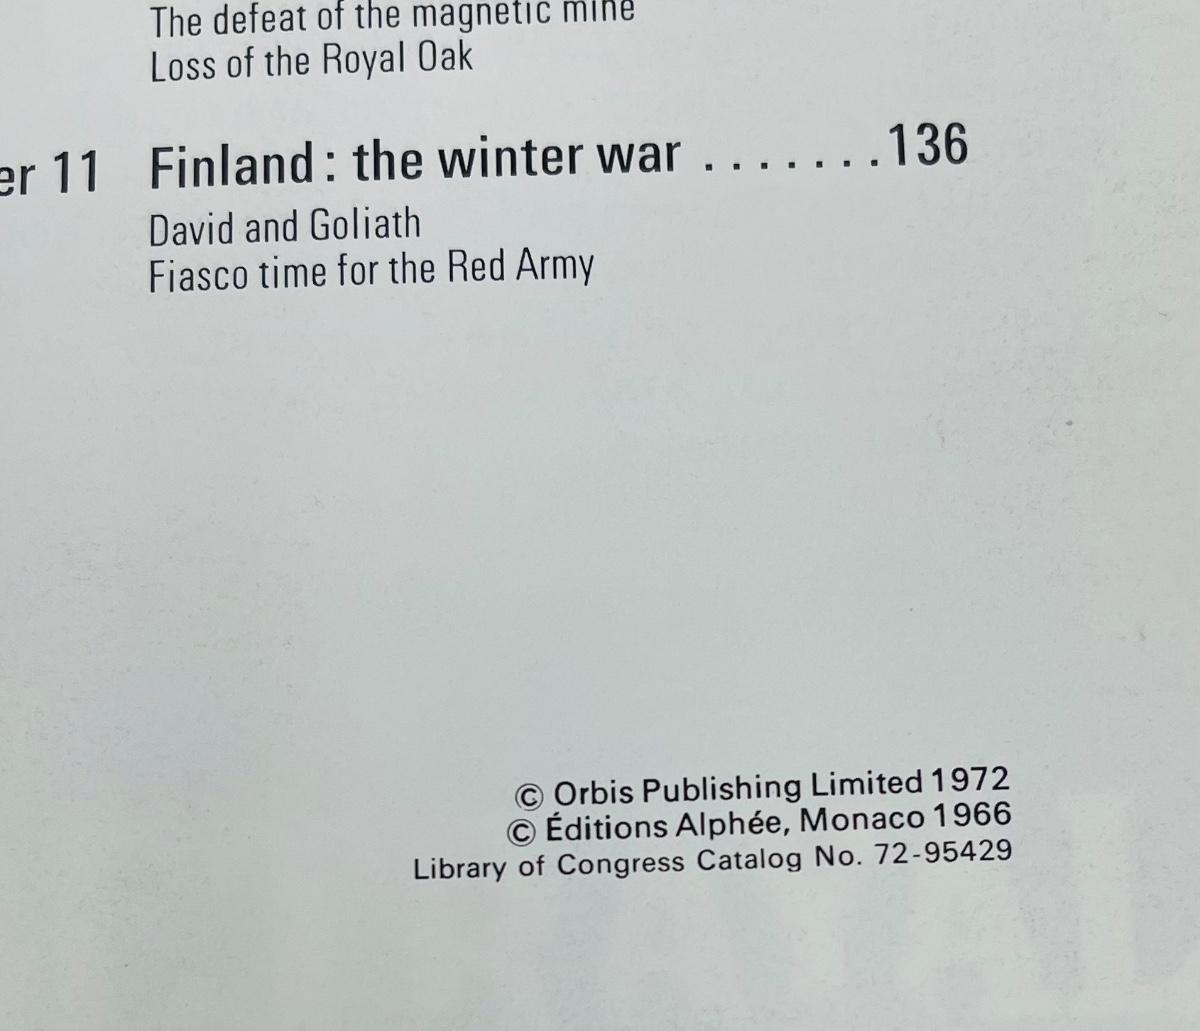 The defeat of the magnetic mine
Loss of the Royal Oak
er 11 Finland : the winter war . . . . . . . 136
David and Goliath
Fiasco time for the Red Army
© Orbis Publishing Limited 1972
© Éditions Alphée, Monaco 1966
Library of Congress Catalog No. 72-95429